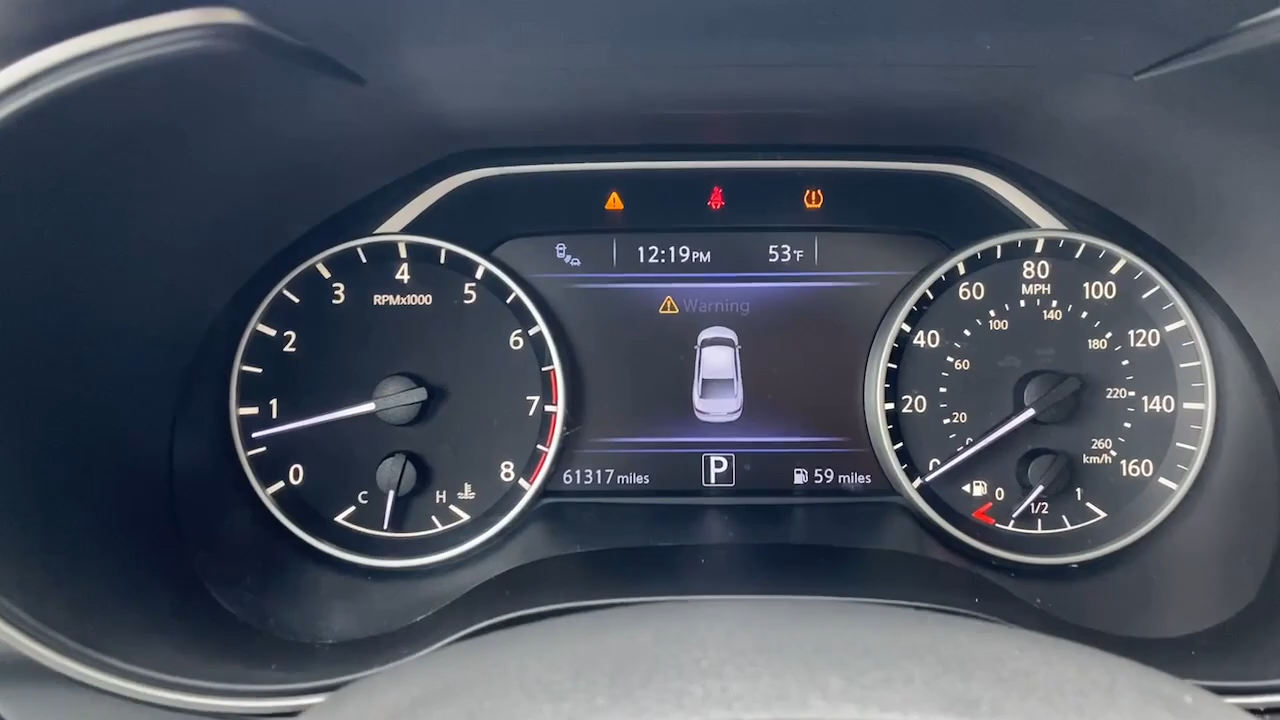 12:19PM 53°F
Warning
61317 miles P 59 miles
0 1 2 3 4 5 6 7 8
RPMx1000
C H
0 20 40 60 80 100 120 140 160
MPH
0 20 60 100 140 180 220 260
km/h
0 1/2 1